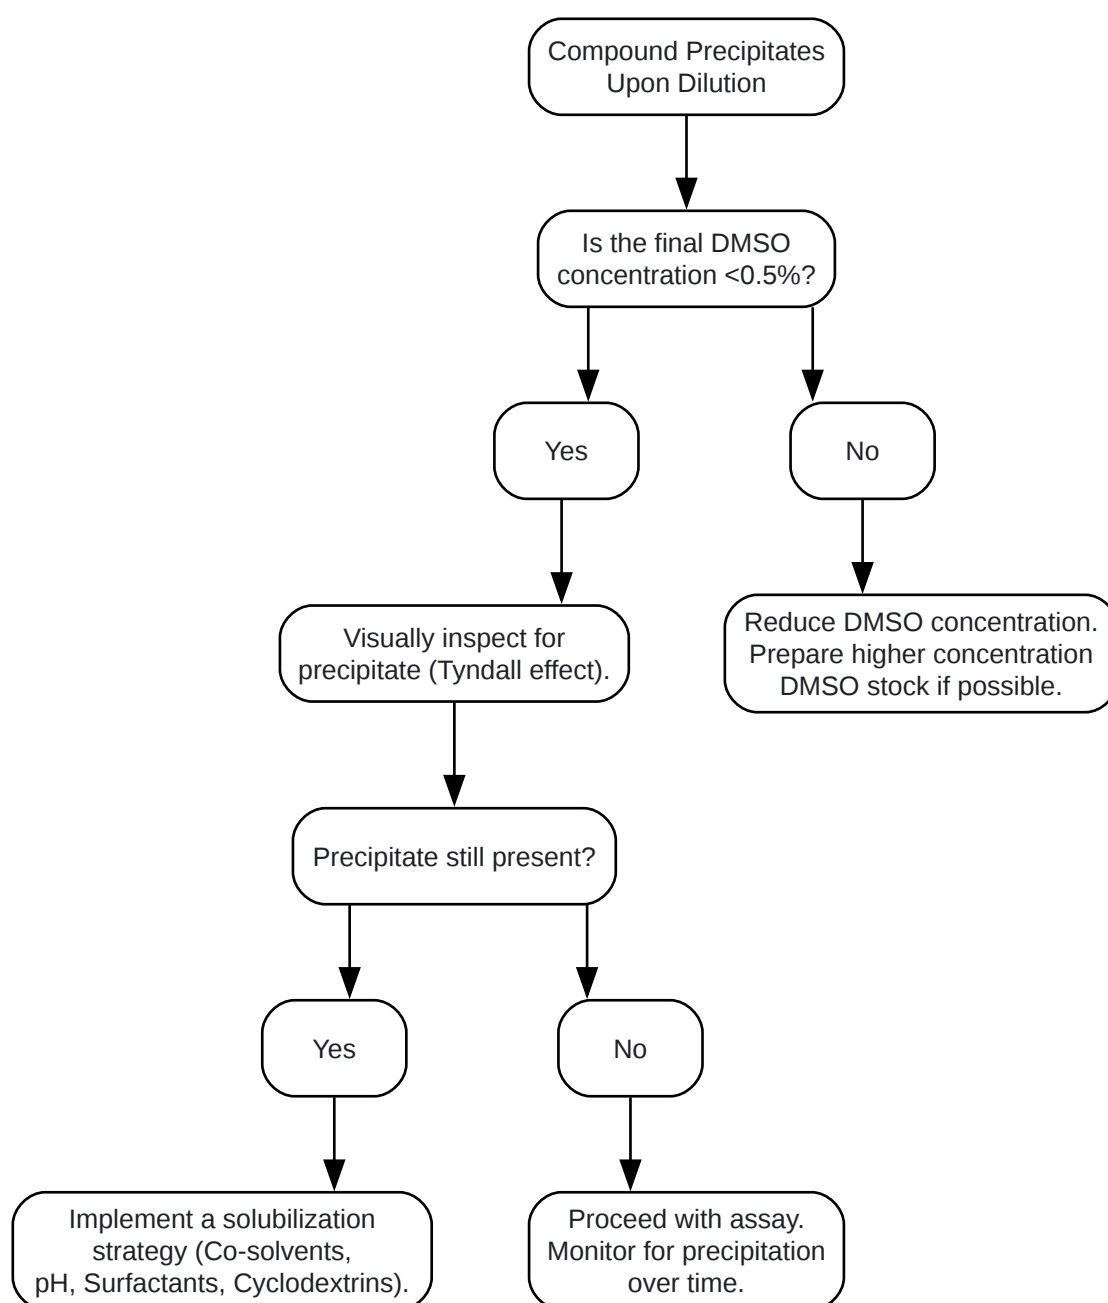 Compound Precipitates
Upon Dilution
Is the final DMSO
concentration <0.5%?
Yes
No
Visually inspect for
precipitate (Tyndall effect).
Reduce DMSO concentration.
Prepare higher concentration
DMSO stock if possible.
Precipitate still present?
Yes
No
Implement a solubilization
strategy (Co-solvents,
pH, Surfactants, Cyclodextrins).
Proceed with assay.
Monitor for precipitation
over time.